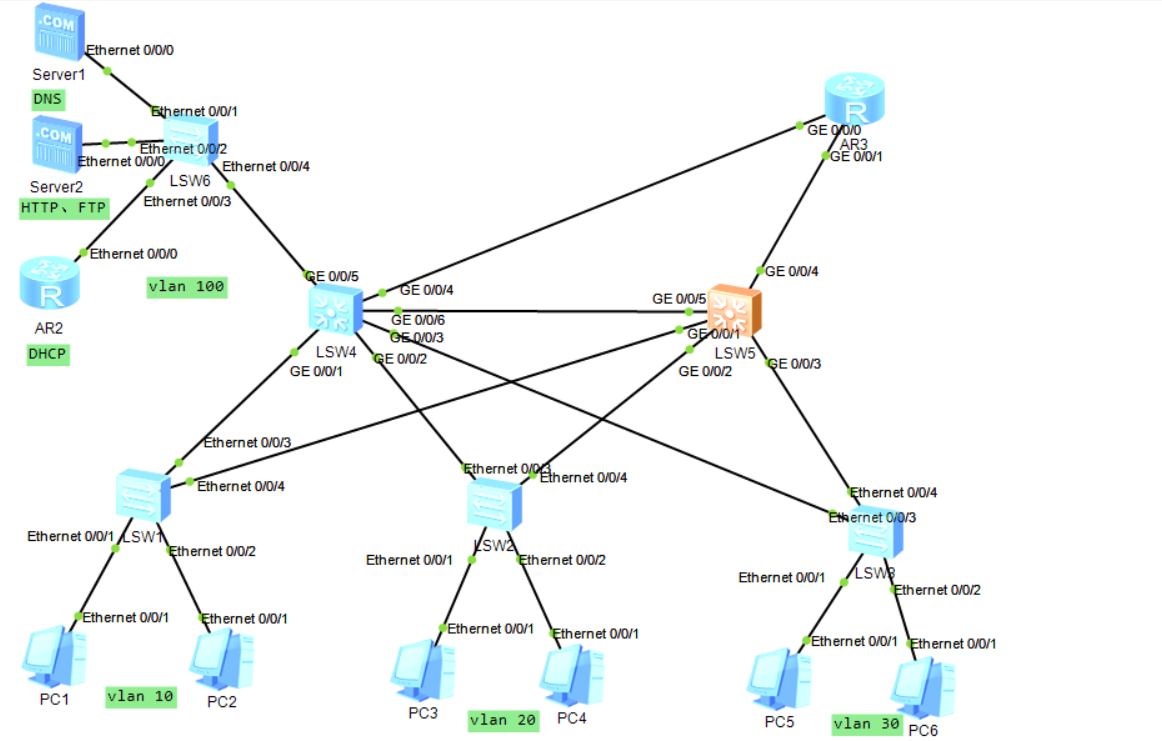 Ethernet 0/0/0
Server1
DNS
Ethernet 0/0/1
Ethernet 0/0/2
Ethernet 0/0/0
Ethernet 0/0/4
LSW6
Server2
HTTP、FTP
Ethernet 0/0/3
Ethernet 0/0/0
AR2
DHCP
vlan 100
GE 0/0/0
AR3
GE 0/0/1
GE 0/0/5
GE 0/0/4
GE 0/0/6
GE 0/0/3
LSW4
GE 0/0/2
GE 0/0/1
GE 0/0/4
GE 0/0/5
GE 0/0/1
LSW5
GE 0/0/2
GE 0/0/3
Ethernet 0/0/3
Ethernet 0/0/4
Ethernet 0/0/1
LSW1
Ethernet 0/0/2
Ethernet 0/0/1
Ethernet 0/0/1
PC1
vlan 10
PC2
Ethernet 0/0/3
Ethernet 0/0/4
LSW2
Ethernet 0/0/1
Ethernet 0/0/2
Ethernet 0/0/1
Ethernet 0/0/1
PC3
vlan 20
PC4
Ethernet 0/0/4
Ethernet 0/0/3
LSW3
Ethernet 0/0/1
Ethernet 0/0/2
Ethernet 0/0/1
Ethernet 0/0/1
PC5
vlan 30
PC6